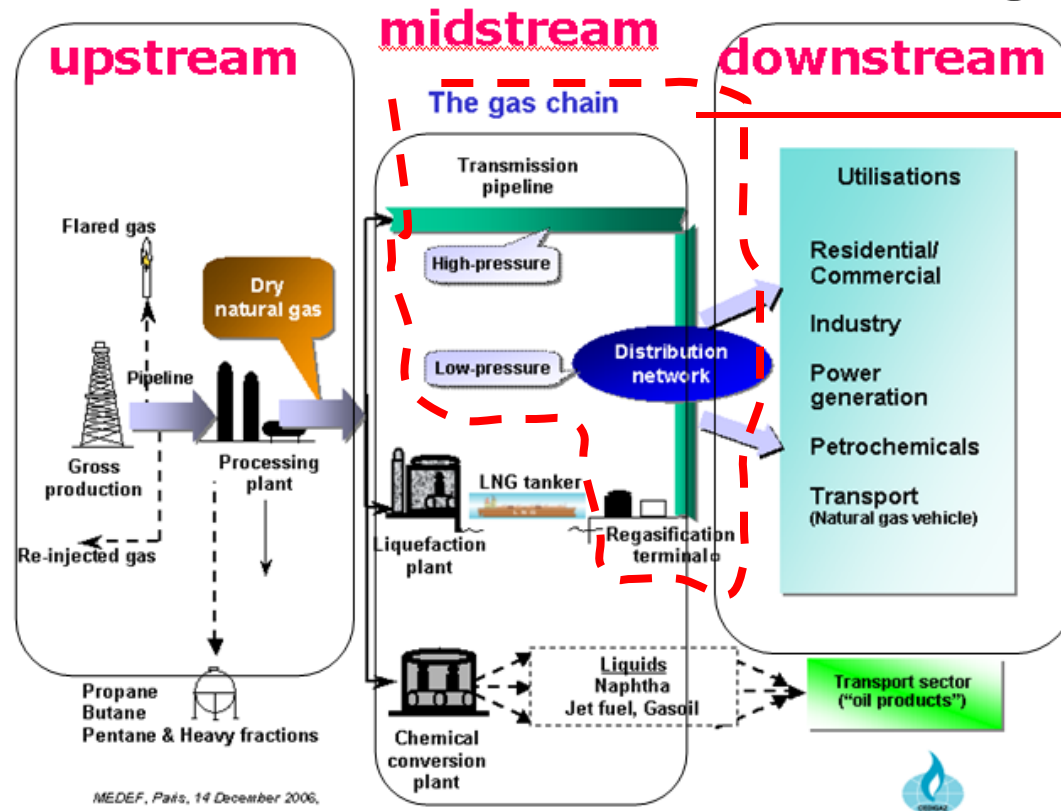 upstream
midstream
downstream
The gas chain
Transmission
pipeline
Utilisations
Flared gas
High-pressure
Residential/
Commercial
Dry
natural gas
Industry
Distribution
network
Low-pressure
Pipeline
Power
generation
Gross
production
Processing
plant
Petrochemicals
LNG tanker
LNG
Transport
(Natural gas vehicle)
Re-injected gas
Liquefaction
plant
Regasification
terminal¤
Liquids
Naphtha
Jet fuel, Gasoil
Transport sector
("oil products")
Propane
Butane
Pentane & Heavy fractions
Chemical
conversion
plant
MEDEF, Paris, 14 December 2006,
CEDIGAZ